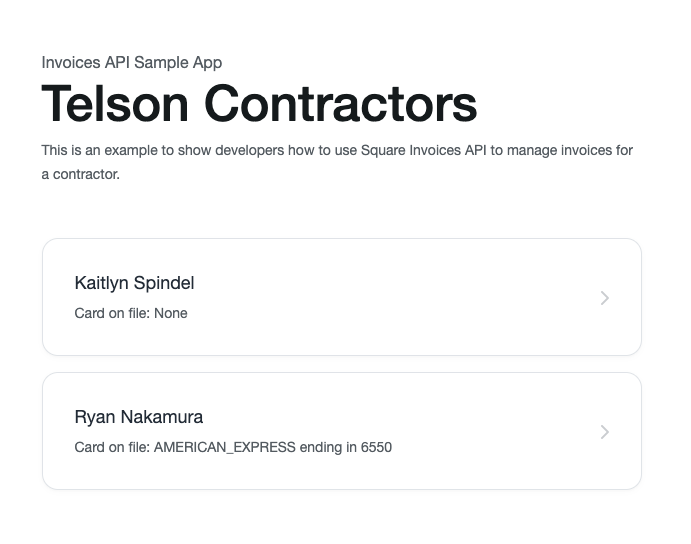 Invoices API Sample App
Telson Contractors
This is an example to show developers how to use Square Invoices API to manage invoices for
a contractor.
Kaitlyn Spindel
Card on file: None
Ryan Nakamura
Card on file: AMERICAN_EXPRESS ending in 6550